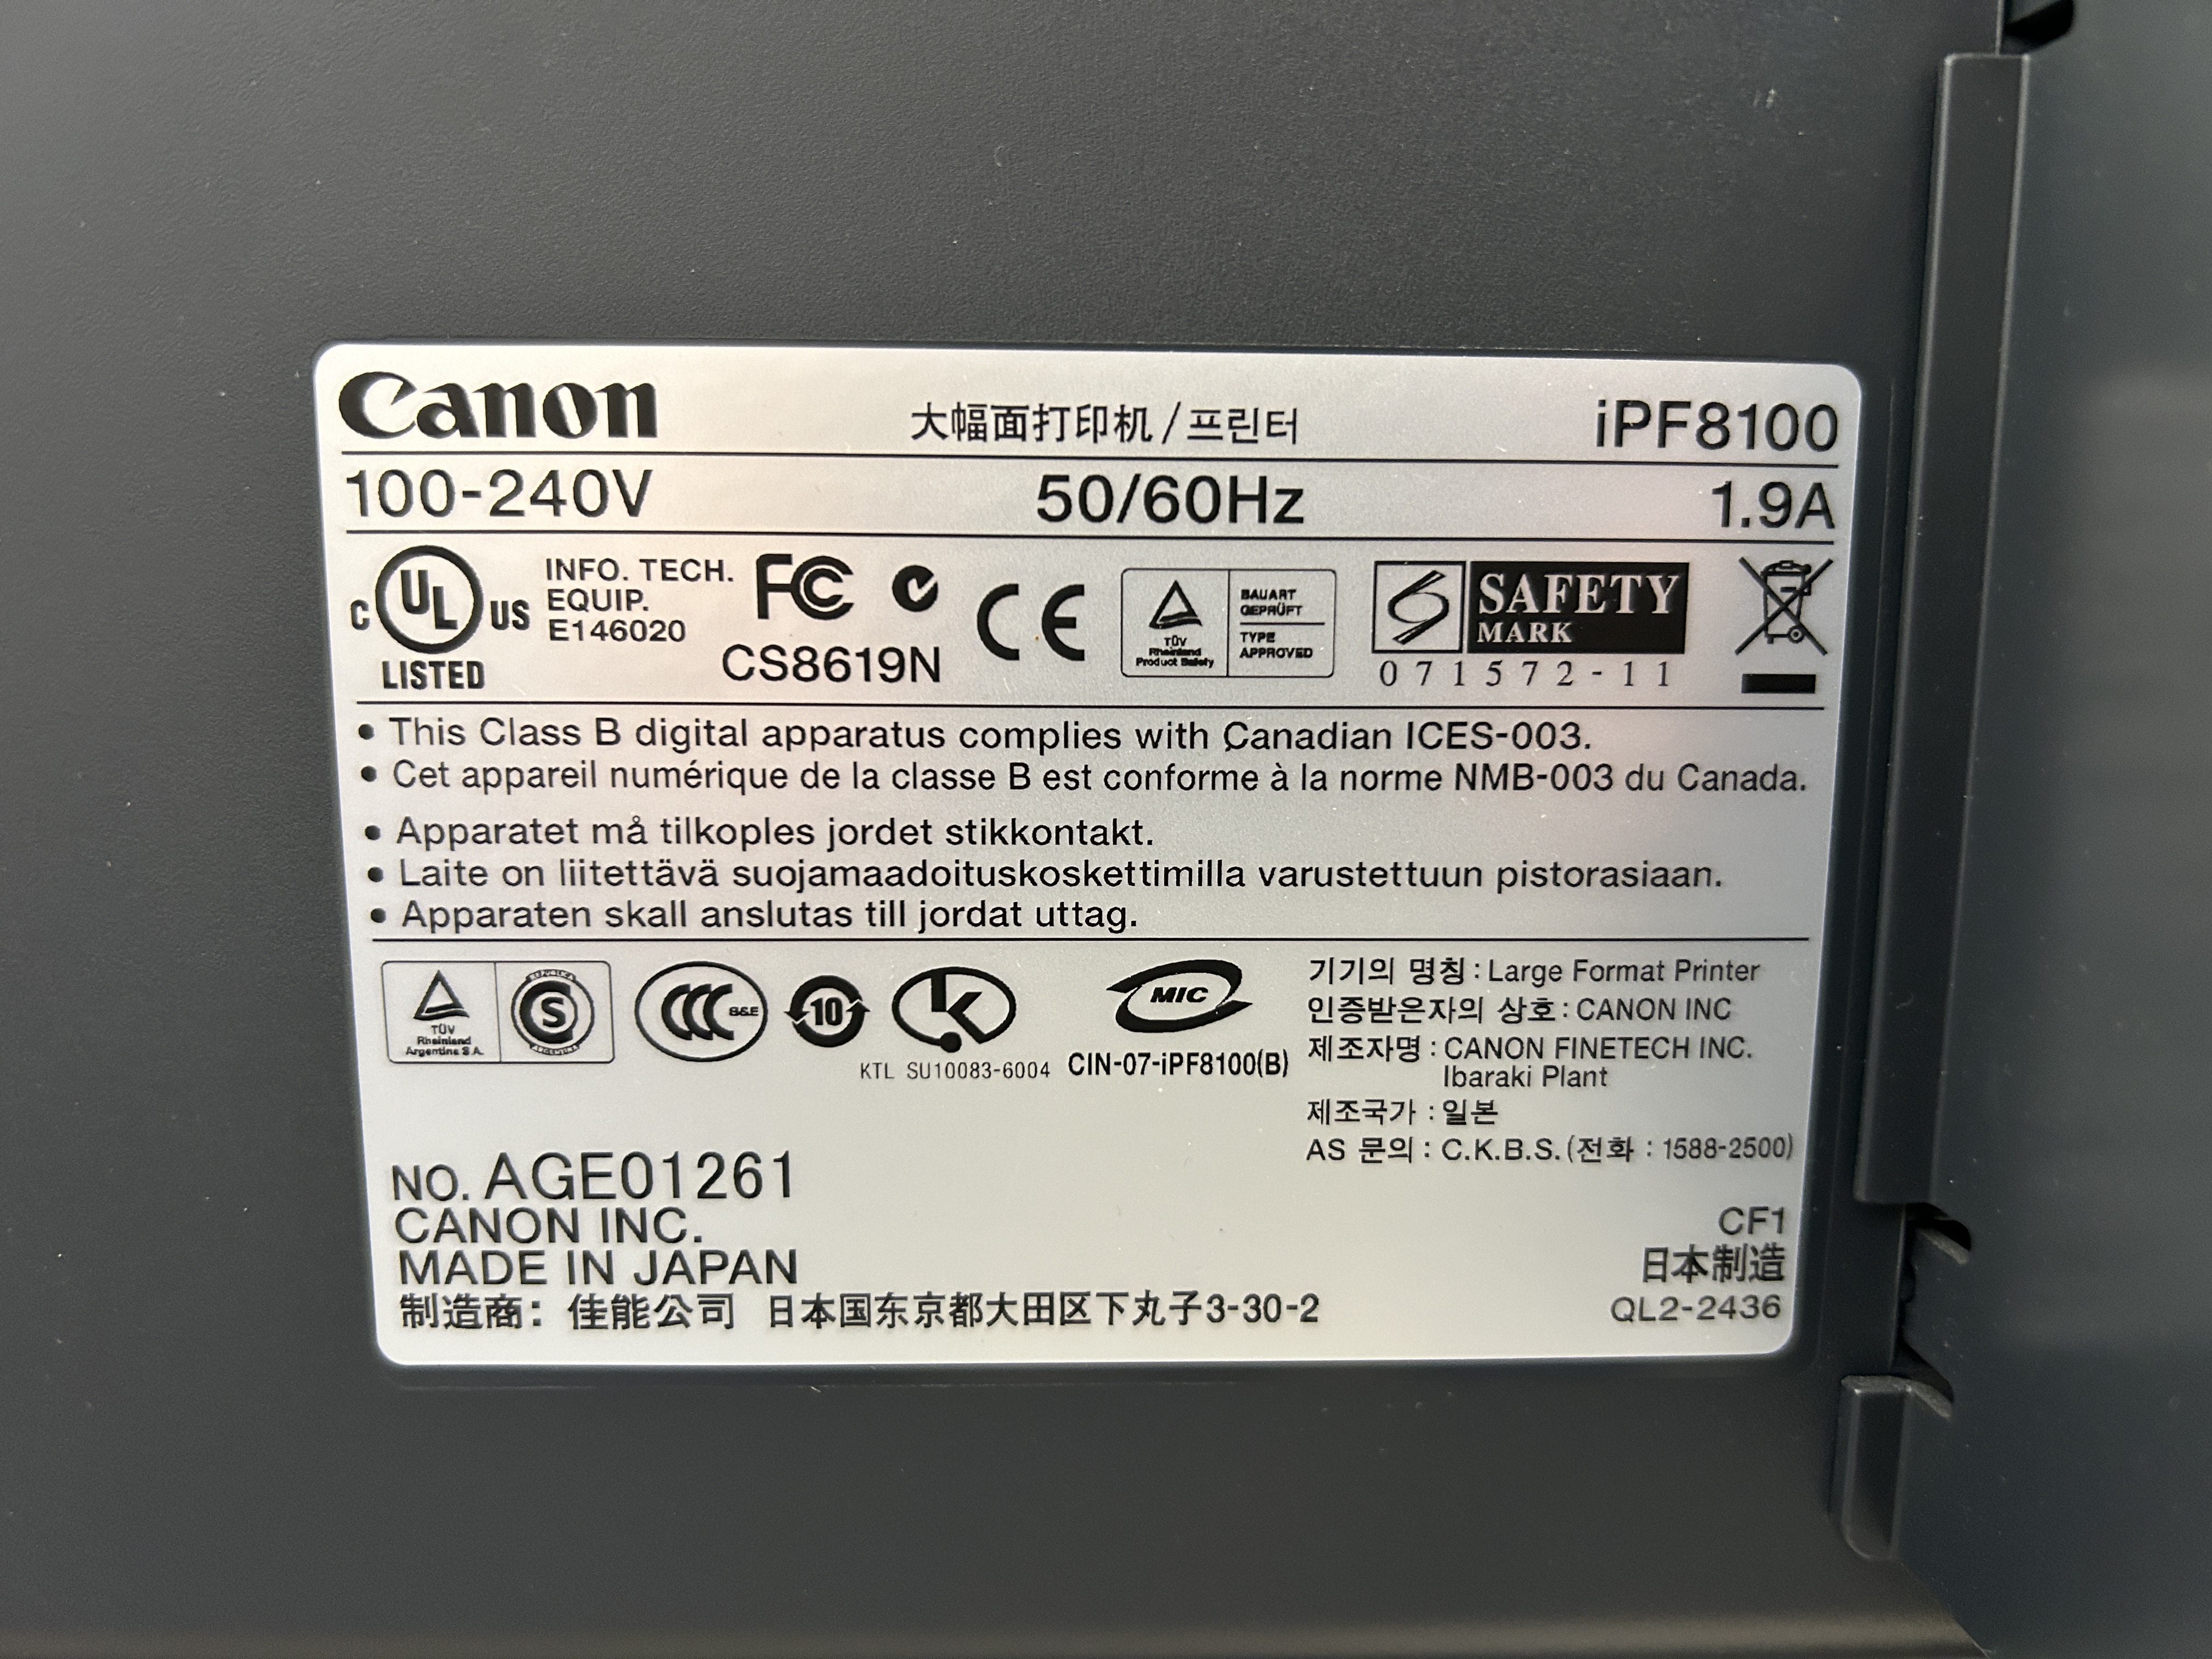 Canon 大幅面打印机/프린터 iPF8100
100-240V 50/60Hz 1.9A
C UL US LISTED
INFO. TECH.
EQUIP.
E146020
FC
CS8619N
CE
TÜV
Rheinland
Product Safety
BAUART
GEPRÜFT
TYPE
APPROVED
SAFETY
MARK
071572-11
• This Class B digital apparatus complies with Canadian ICES-003.
• Cet appareil numérique de la classe B est conforme à la norme NMB-003 du Canada.
• Apparatet må tilkoples jordet stikkontakt.
• Laite on liitettävä suojamaadoituskoskettimilla varustettuun pistorasiaan.
• Apparaten skall anslutas till jordat uttag.
TÜV
Rheinland
Argentina S.A.
S
CCC S&E
10
K
KTL SU10083-6004
MIC
CIN-07-iPF8100(B)
기기의 명칭 : Large Format Printer
인증받은자의 상호 : CANON INC
제조자명 : CANON FINETECH INC.
Ibaraki Plant
제조국가 : 일본
AS 문의 : C.K.B.S. (전화 : 1588-2500)
NO. AGE01261
CANON INC.
MADE IN JAPAN
制造商: 佳能公司 日本国东京都大田区下丸子3-30-2
CF1
日本制造
QL2-2436